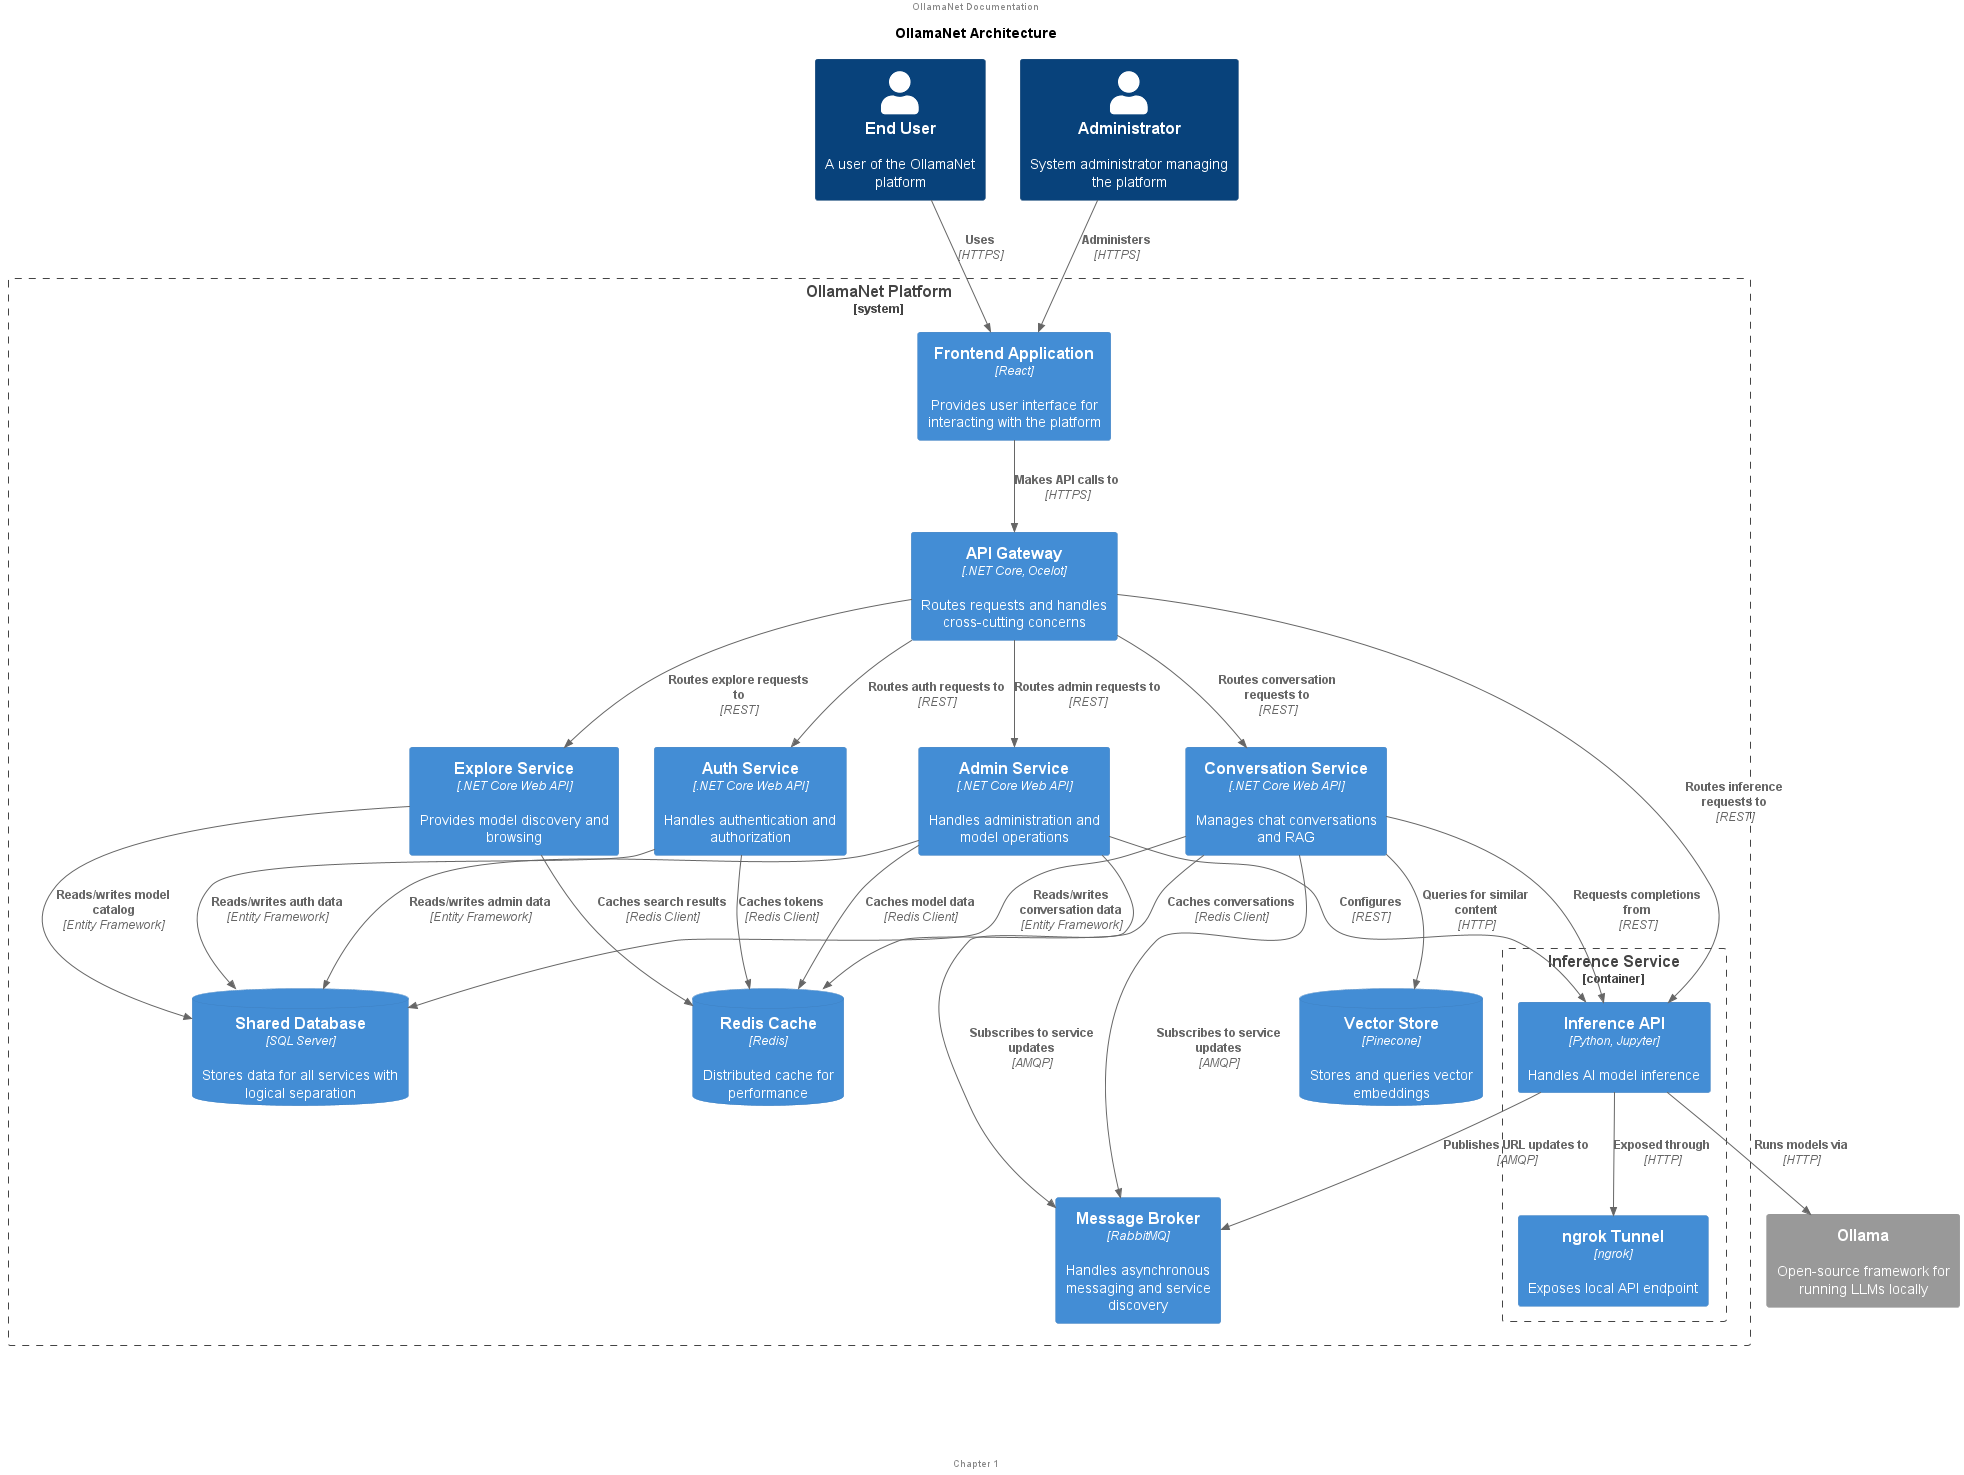 OllamaNet Documentation
OllamaNet Architecture
End User
A user of the OllamaNet
platform
Administrator
System administrator managing
the platform
Uses
[HTTPS]
Administers
[HTTPS]
OllamaNet Platform
[system]
Frontend Application
[React]
Provides user interface for
interacting with the platform
Makes API calls to
[HTTPS]
API Gateway
[.NET Core, Ocelot]
Routes requests and handles
cross-cutting concerns
Routes explore requests
to
[REST]
Routes auth requests to
[REST]
Routes admin requests to
[REST]
Routes conversation
requests to
[REST]
Routes inference
requests to
[REST]
Explore Service
[.NET Core Web API]
Provides model discovery and
browsing
Auth Service
[.NET Core Web API]
Handles authentication and
authorization
Admin Service
[.NET Core Web API]
Handles administration and
model operations
Conversation Service
[.NET Core Web API]
Manages chat conversations
and RAG
Reads/writes model
catalog
[Entity Framework]
Reads/writes auth data
[Entity Framework]
Reads/writes admin data
[Entity Framework]
Caches search results
[Redis Client]
Caches tokens
[Redis Client]
Caches model data
[Redis Client]
Reads/writes
conversation data
[Entity Framework]
Caches conversations
[Redis Client]
Configures
[REST]
Queries for similar
content
[HTTP]
Requests completions
from
[REST]
Inference Service
[container]
Shared Database
[SQL Server]
Stores data for all services with
logical separation
Redis Cache
[Redis]
Distributed cache for
performance
Subscribes to service
updates
[AMQP]
Subscribes to service
updates
[AMQP]
Vector Store
[Pinecone]
Stores and queries vector
embeddings
Inference API
[Python, Jupyter]
Handles AI model inference
Publishes URL updates to
[AMQP]
Exposed through
[HTTP]
Runs models via
[HTTP]
Message Broker
[RabbitMQ]
Handles asynchronous
messaging and service
discovery
ngrok Tunnel
[ngrok]
Exposes local API endpoint
Ollama
Open-source framework for
running LLMs locally
Chapter 1